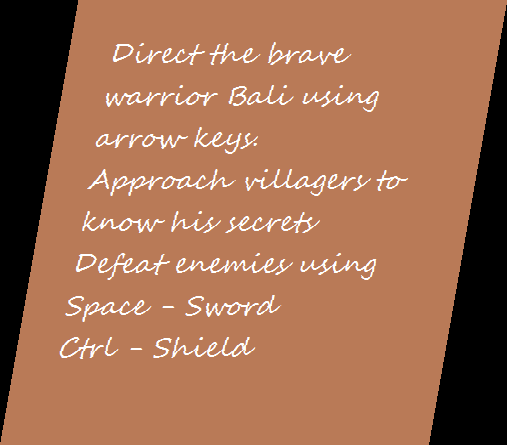 Direct the brave
warrior Bali using
arrow keys.
Approach villagers to
know his secrets
Defeat enemies using
Space - Sword
Ctrl - Shield